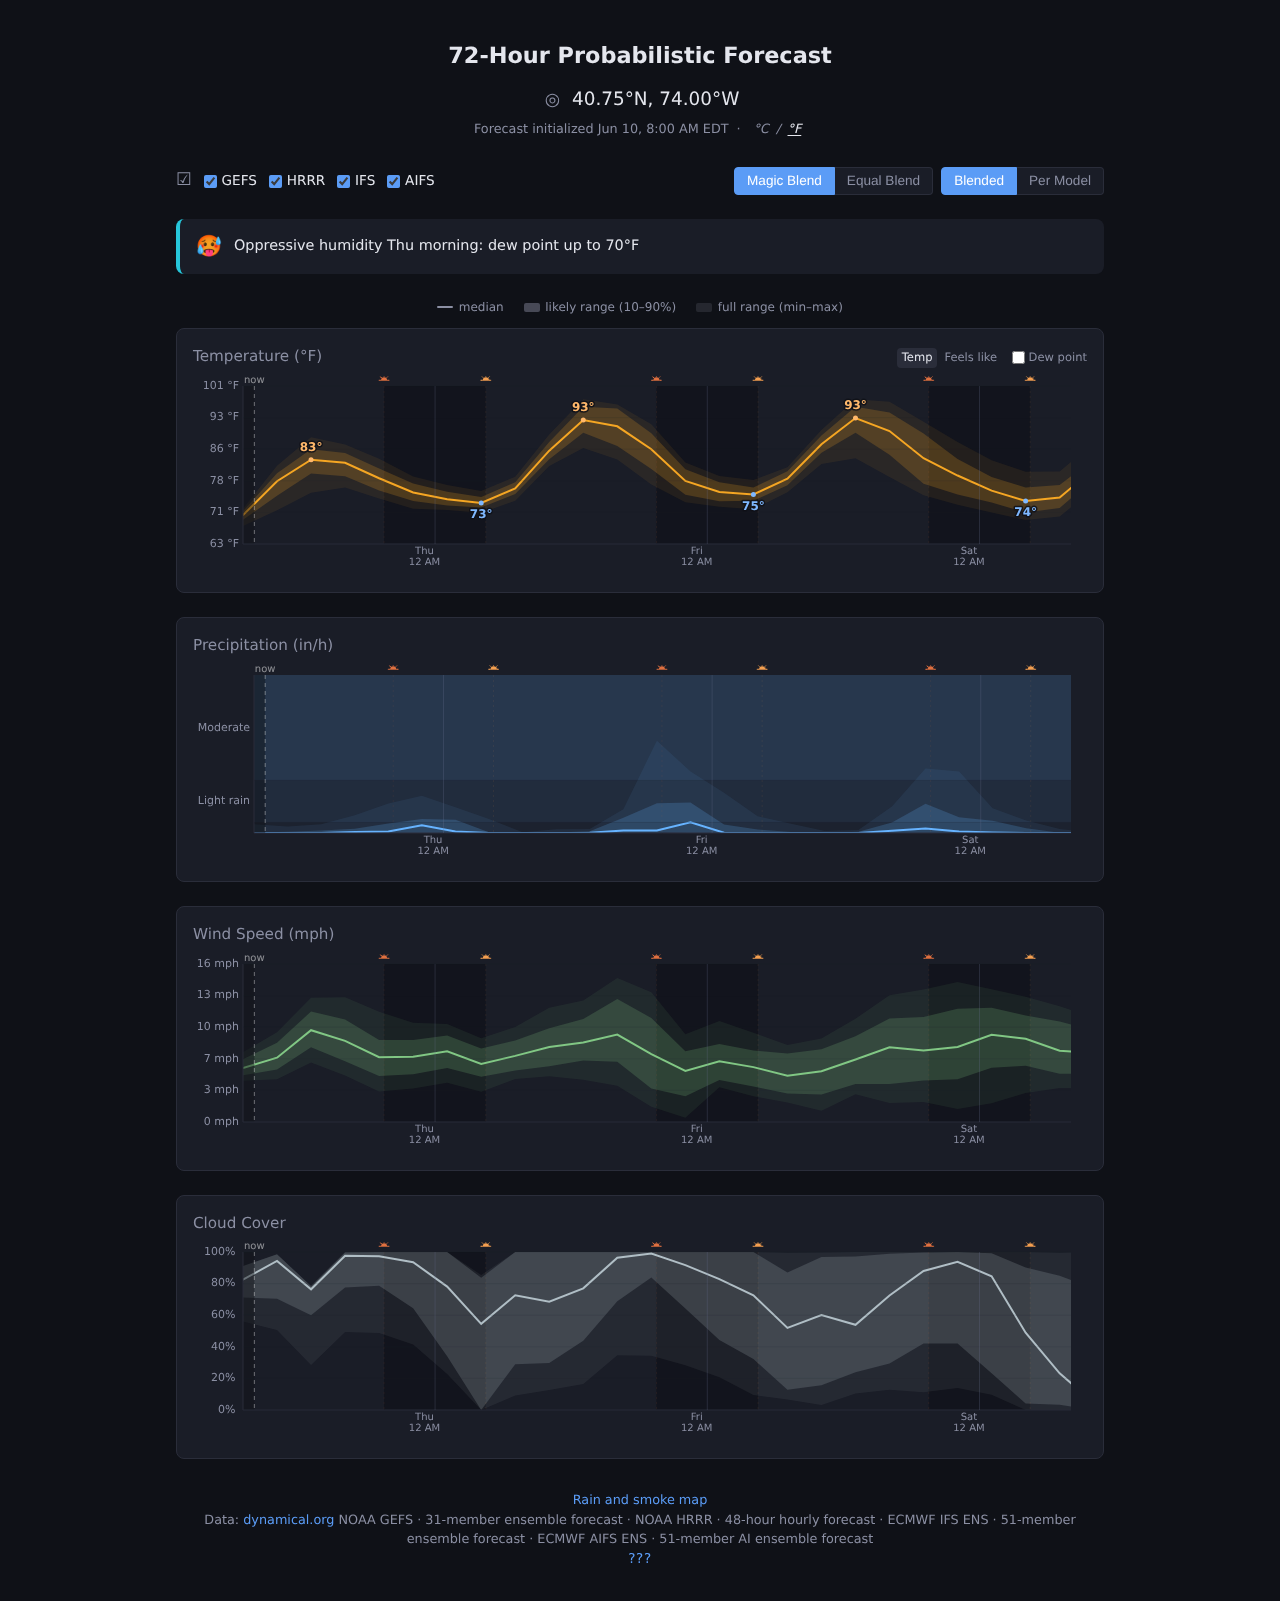 72-Hour Probabilistic Forecast
◎ 40.75°N, 74.00°W
Forecast initialized Jun 10, 8:00 AM EDT · °C / °F
☑ GEFS HRRR IFS AIFS
Magic Blend Equal Blend Blended Per Model
Oppressive humidity Thu morning: dew point up to 70°F
median likely range (10–90%) full range (min–max)
Temperature (°F)
Temp Feels like Dew point
now
101 °F
93 °F
86 °F
78 °F
71 °F
63 °F
83°
73°
93°
75°
93°
74°
Thu
12 AM
Fri
12 AM
Sat
12 AM
Precipitation (in/h)
now
Moderate
Light rain
Thu
12 AM
Fri
12 AM
Sat
12 AM
Wind Speed (mph)
now
16 mph
13 mph
10 mph
7 mph
3 mph
0 mph
Thu
12 AM
Fri
12 AM
Sat
12 AM
Cloud Cover
now
100%
80%
60%
40%
20%
0%
Thu
12 AM
Fri
12 AM
Sat
12 AM
Rain and smoke map
Data: dynamical.org NOAA GEFS · 31-member ensemble forecast · NOAA HRRR · 48-hour hourly forecast · ECMWF IFS ENS · 51-member
ensemble forecast · ECMWF AIFS ENS · 51-member AI ensemble forecast
???